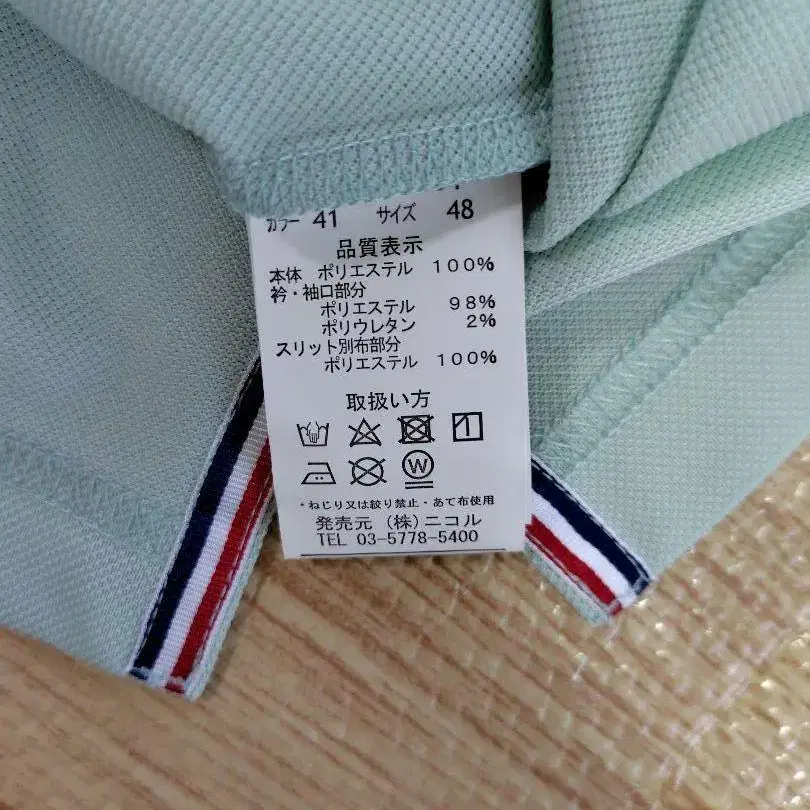 カラー 41 サイズ 48
品質表示
本体 ポリエステル 100%
衿・袖口部分
ポリエステル 98%
ポリウレタン 2%
スリット別布部分
ポリエステル 100%
取扱い方
W
・ねじり又は絞り禁止・あて布使用
発売元 (株)ニコル
TEL 03-5778-5400